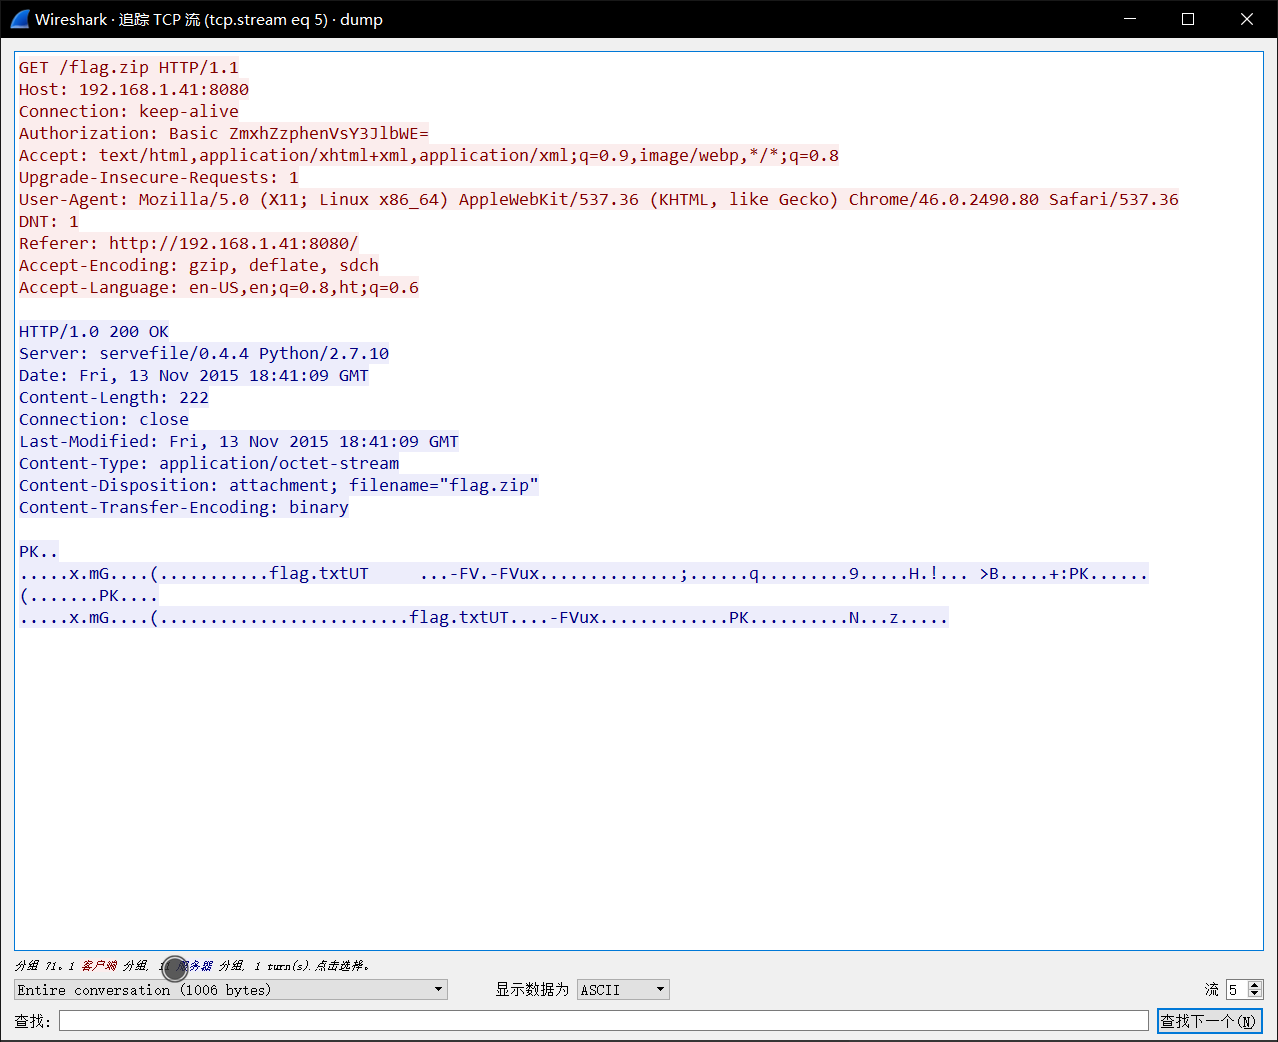 Wireshark · 追踪 TCP 流 (tcp.stream eq 5) · dump
GET /flag.zip HTTP/1.1
Host: 192.168.1.41:8080
Connection: keep-alive
Authorization: Basic ZmxhZzphenVsY3JlbWE=
Accept: text/html,application/xhtml+xml,application/xml;q=0.9,image/webp,*/*;q=0.8
Upgrade-Insecure-Requests: 1
User-Agent: Mozilla/5.0 (X11; Linux x86_64) AppleWebKit/537.36 (KHTML, like Gecko) Chrome/46.0.2490.80 Safari/537.36
DNT: 1
Referer: http://192.168.1.41:8080/
Accept-Encoding: gzip, deflate, sdch
Accept-Language: en-US,en;q=0.8,ht;q=0.6
HTTP/1.0 200 OK
Server: servefile/0.4.4 Python/2.7.10
Date: Fri, 13 Nov 2015 18:41:09 GMT
Content-Length: 222
Connection: close
Last-Modified: Fri, 13 Nov 2015 18:41:09 GMT
Content-Type: application/octet-stream
Content-Disposition: attachment; filename="flag.zip"
Content-Transfer-Encoding: binary
PK..
.....x.mG....(...........flag.txtUT     ...-FV.-FVux..............;......q.........9.....H.!... >B.....+:PK......
(.......PK....
.....x.mG....(.........................flag.txtUT....-FVux.............PK..........N...z.....
分组 71。1 客户端 分组, 服务器 分组, 1 turn(s).点击选择。
Entire conversation (1006 bytes) 显示数据为 ASCII 流 5
查找: 查找下一个(N)